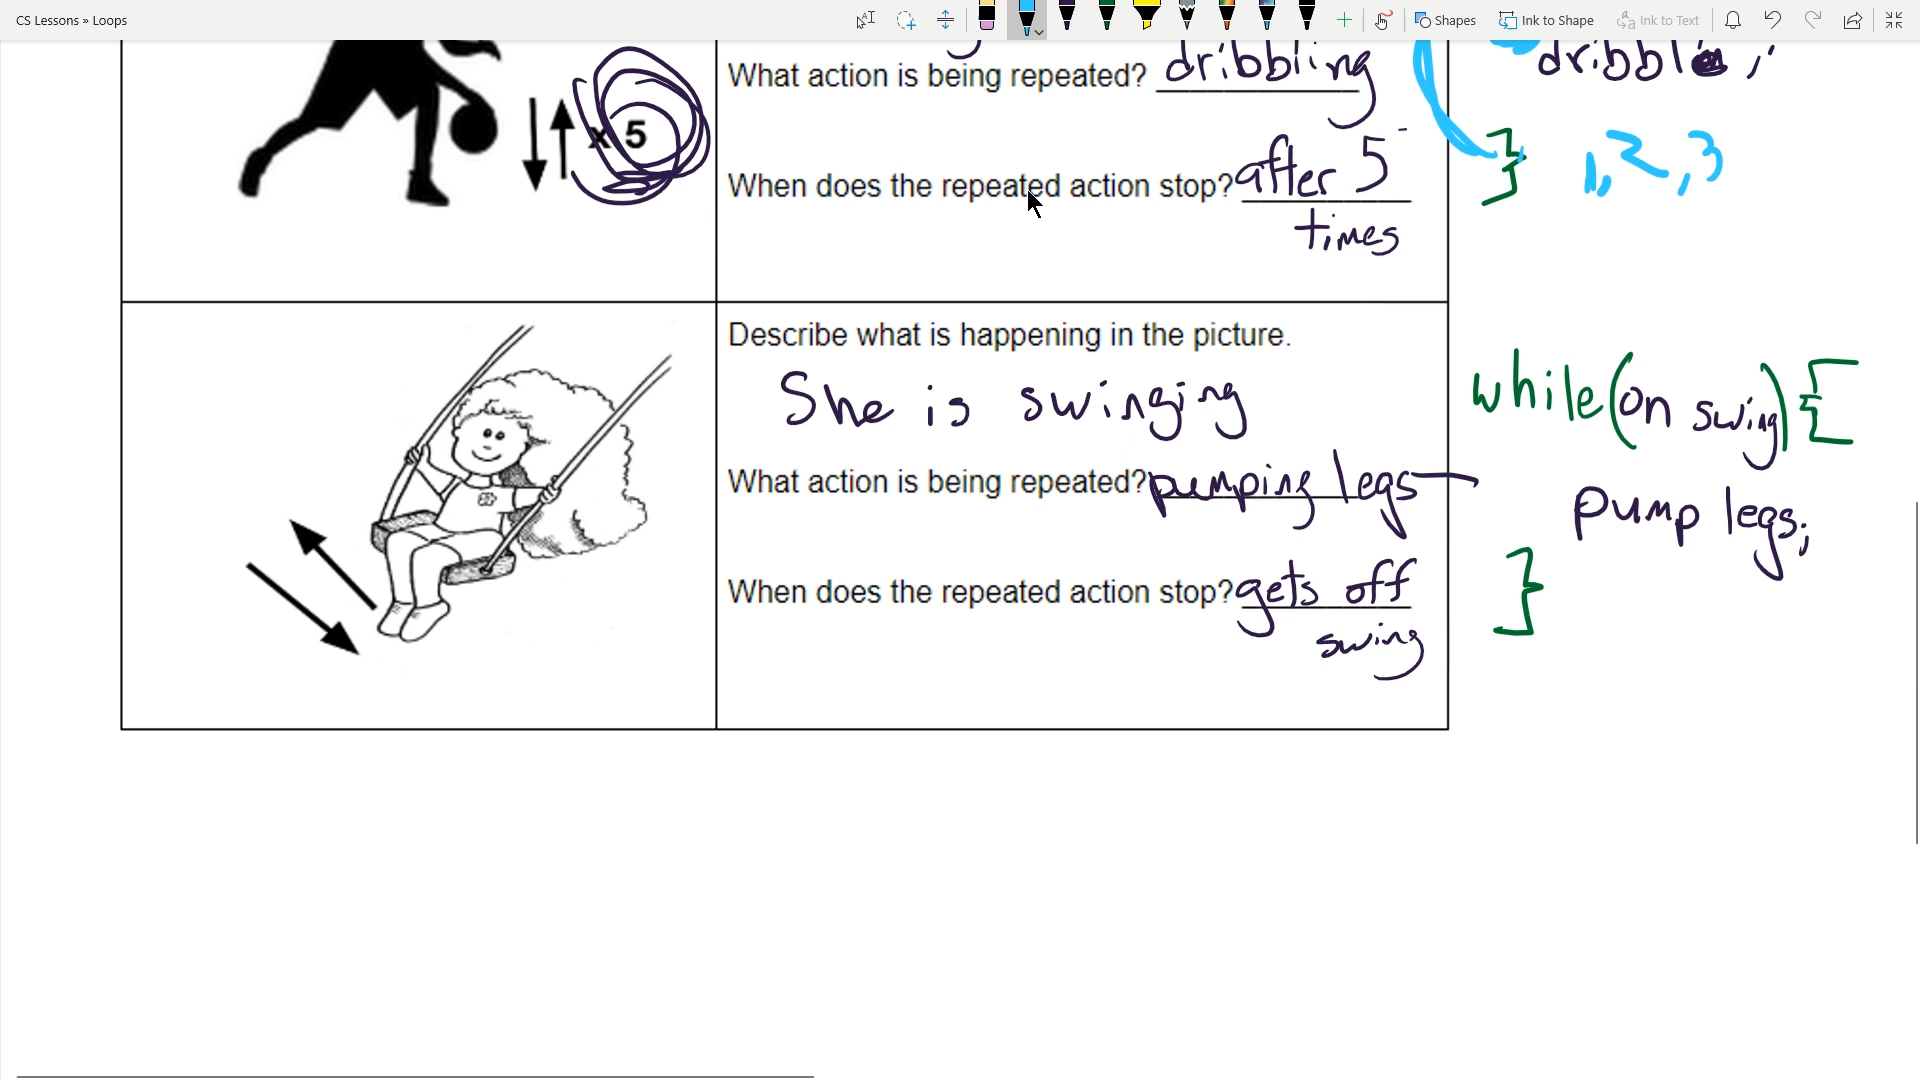 CS Lessons » Loops
Shapes
Ink to Shape
Ink to Text
What action is being repeated? dribbling
dribble;
x 5
} 1, 2, 3
When does the repeated action stop? after 5
times
Describe what is happening in the picture.
She is swinging
while(on swing) {
What action is being repeated? pumping legs
pump legs;
When does the repeated action stop? gets off
swing
}